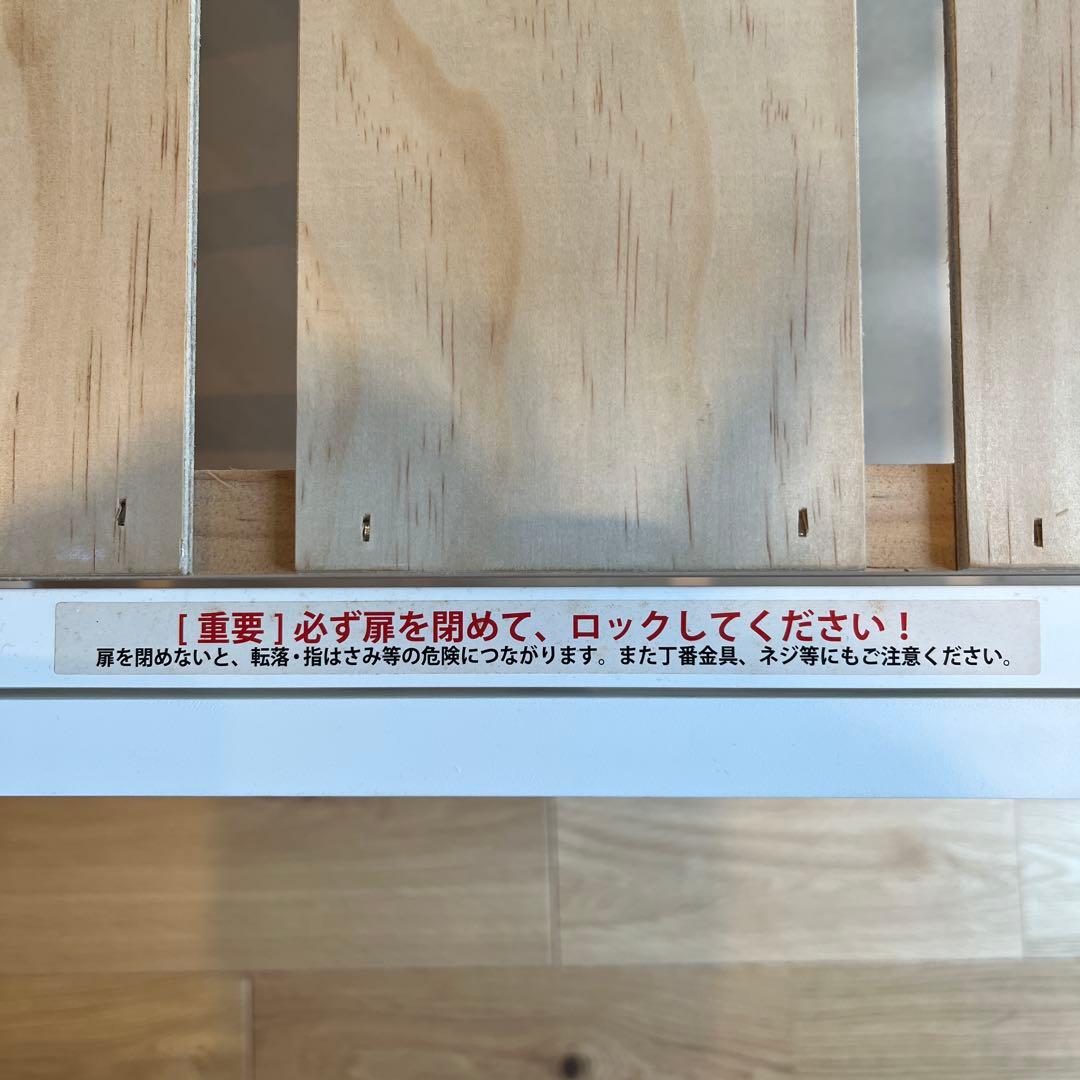 [ 重要 ] 必ず扉を閉めて、ロックしてください！
扉を閉めないと、転落・指はさみ等の危険につながります。また丁番金具、ネジ等にもご注意ください。